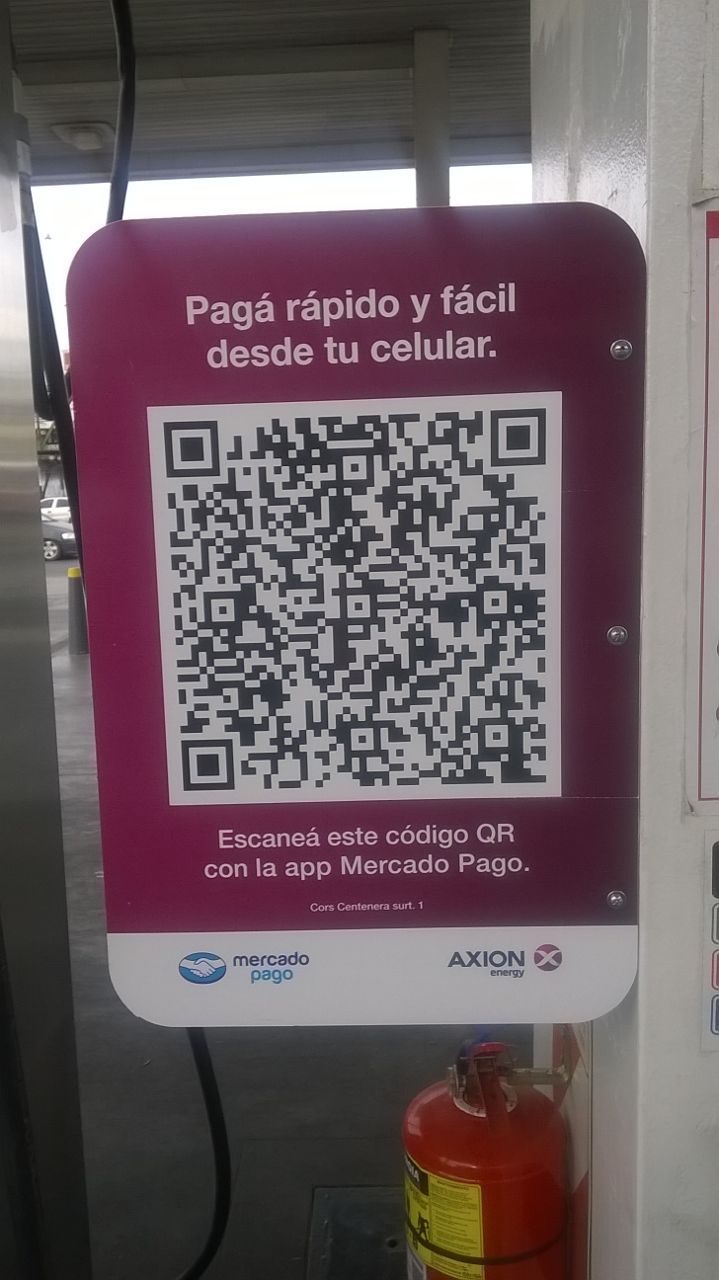 Pagá rápido y fácil
desde tu celular.
Escaneá este código QR
con la app Mercado Pago.
Cors Centenera surt. 1
mercado
pago
AXION
energy